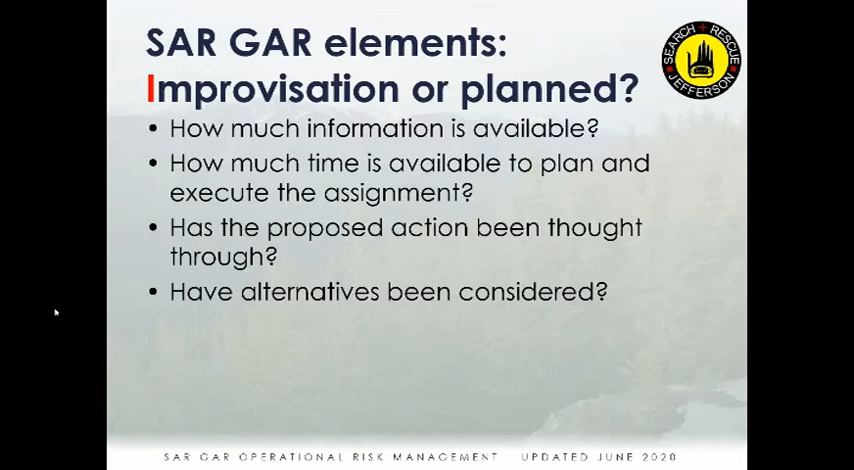 SAR GAR elements:
Improvisation or planned?
• How much information is available?
• How much time is available to plan and
execute the assignment?
• Has the proposed action been thought
through?
• Have alternatives been considered?
SEARCH + RESCUE
JEFFERSON
SAR GAR OPERATIONAL RISK MANAGEMENT UPDATED JUNE 2020